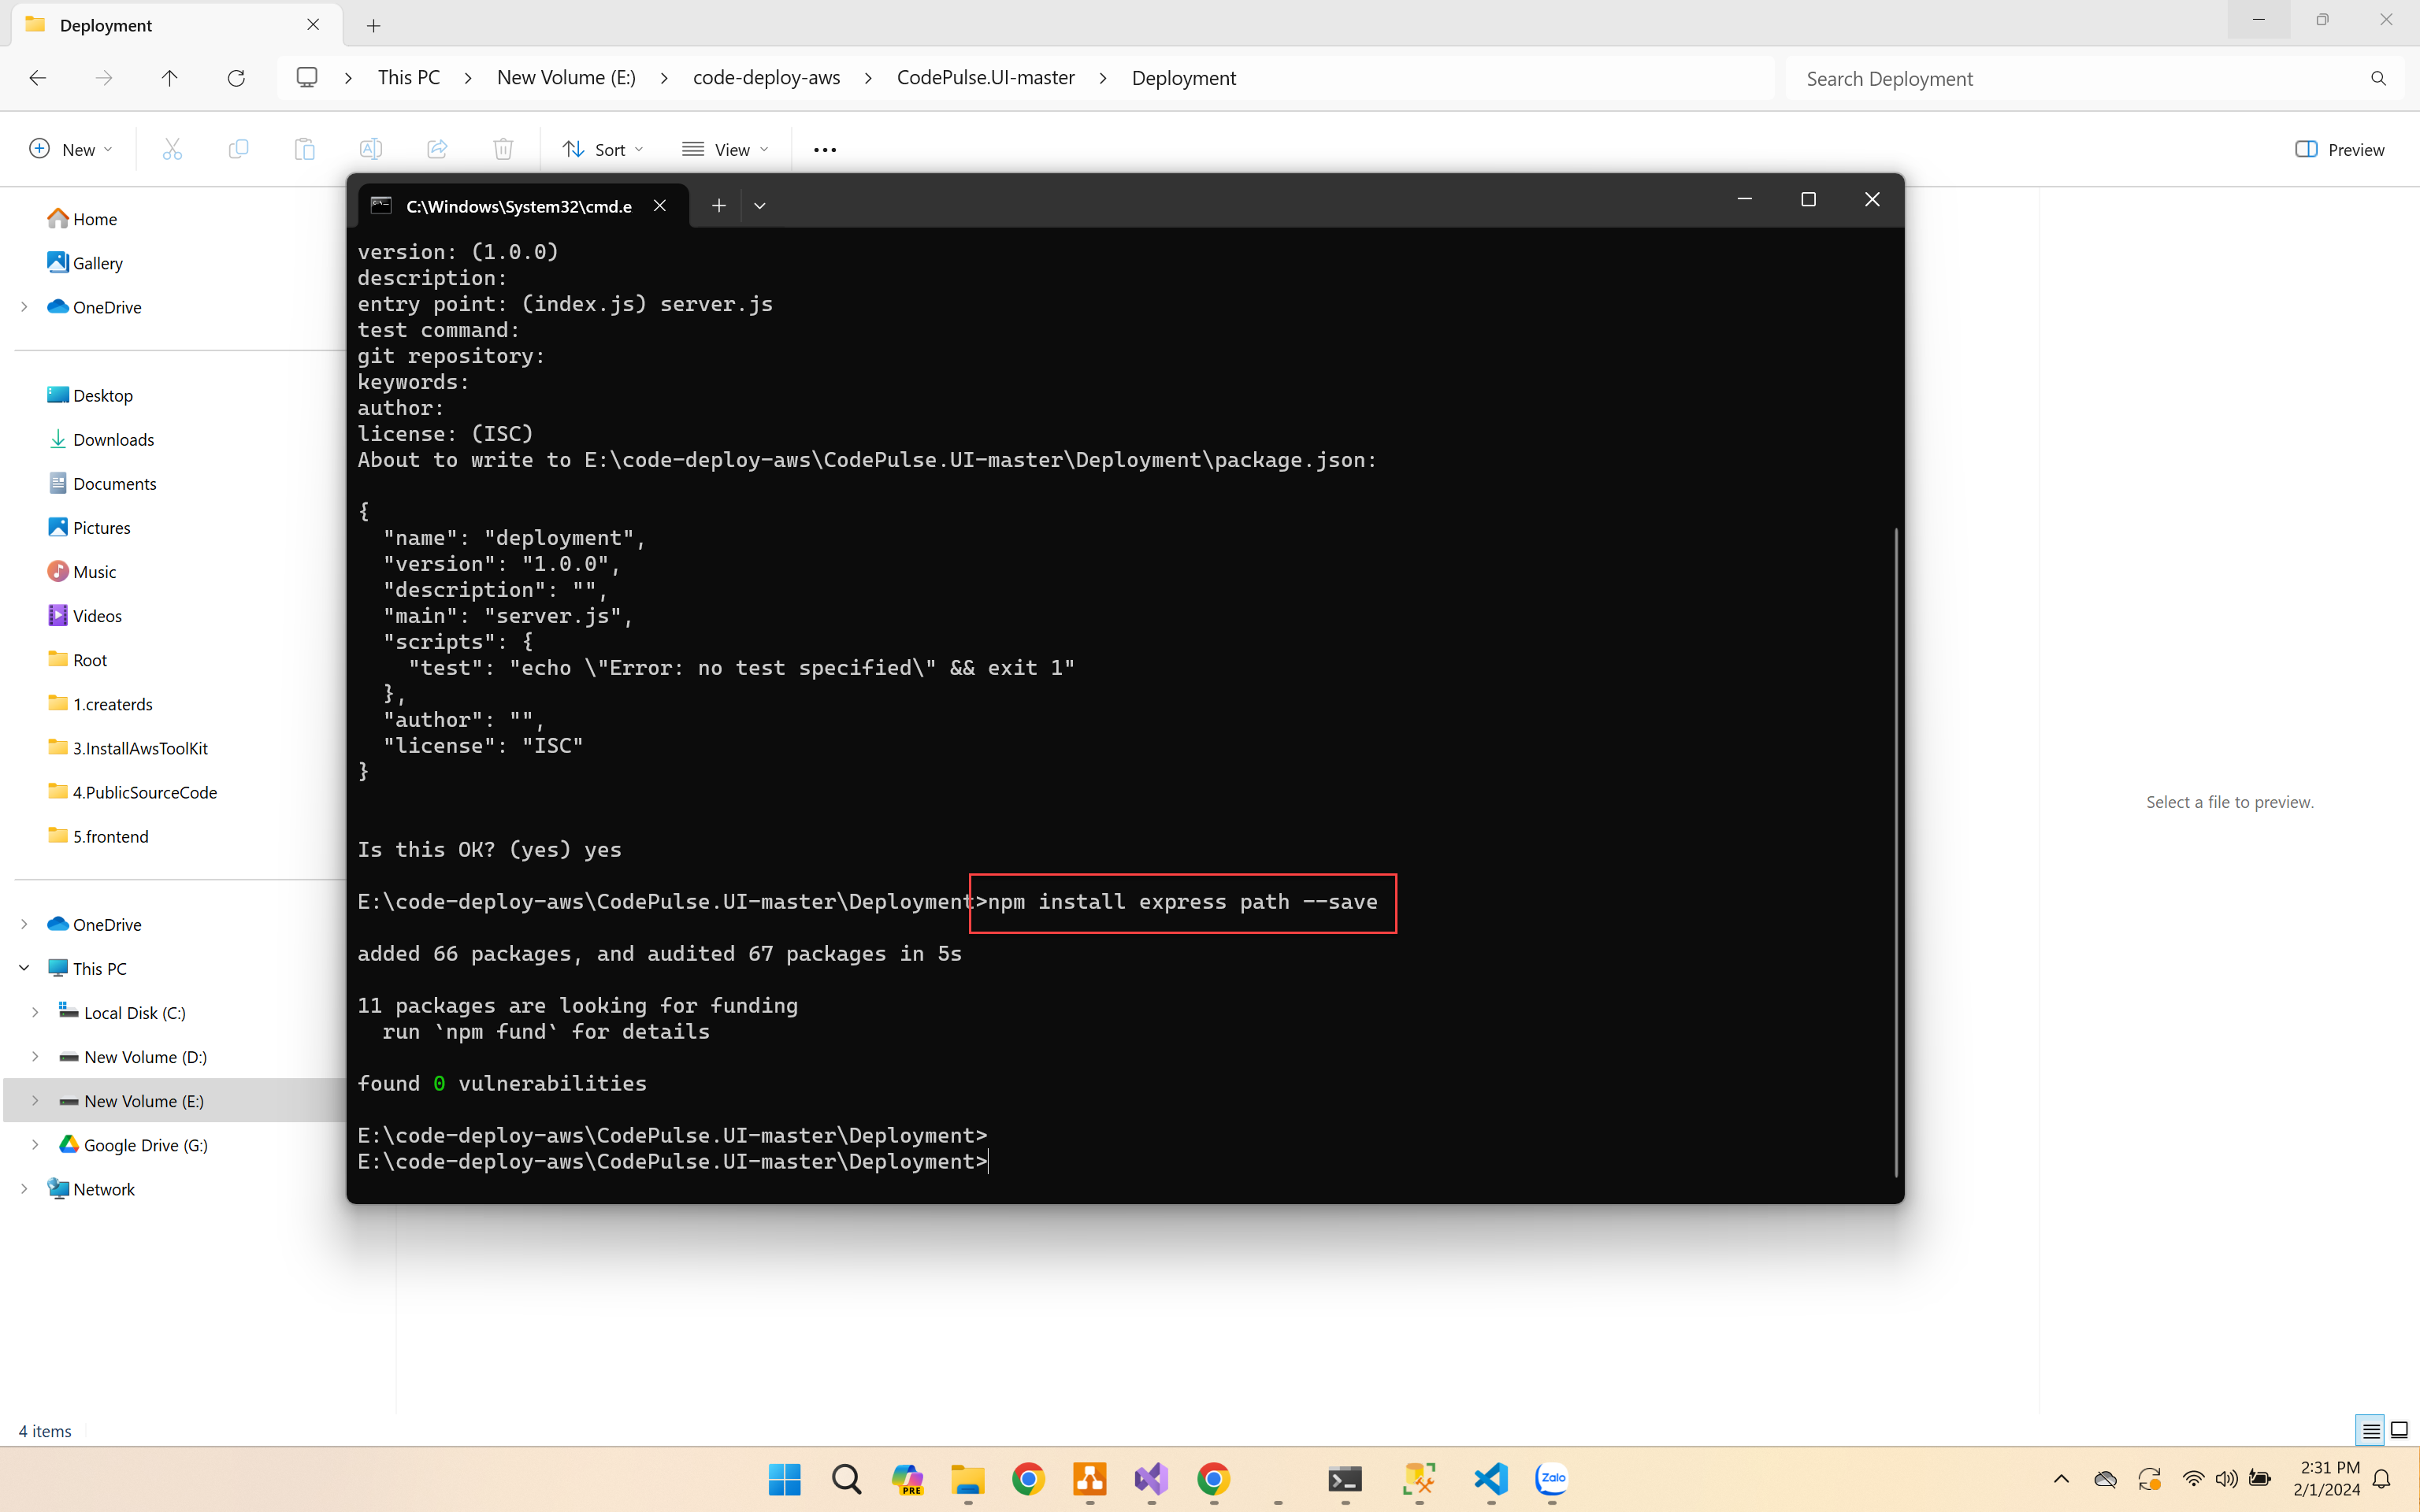 Deployment
This PC
New Volume (E:)
code-deploy-aws
CodePulse.UI-master
Deployment
Search Deployment
New
Sort
View
Preview
Home
Gallery
OneDrive
Desktop
Downloads
Documents
Pictures
Music
Videos
Root
1.createrds
3.InstallAwsToolKit
4.PublicSourceCode
5.frontend
OneDrive
This PC
Local Disk (C:)
New Volume (D:)
New Volume (E:)
Google Drive (G:)
Network
C:\Windows\System32\cmd.e
version: (1.0.0)
description:
entry point: (index.js) server.js
test command:
git repository:
keywords:
author:
license: (ISC)
About to write to E:\code-deploy-aws\CodePulse.UI-master\Deployment\package.json:
{
"name": "deployment",
"version": "1.0.0",
"description": "",
"main": "server.js",
"scripts": {
"test": "echo \"Error: no test specified\" && exit 1"
},
"author": "",
"license": "ISC"
}
Is this OK? (yes) yes
E:\code-deploy-aws\CodePulse.UI-master\Deployment>npm install express path --save
added 66 packages, and audited 67 packages in 5s
11 packages are looking for funding
run `npm fund` for details
found 0 vulnerabilities
E:\code-deploy-aws\CodePulse.UI-master\Deployment>
E:\code-deploy-aws\CodePulse.UI-master\Deployment>
Select a file to preview.
4 items
PRE
Zalo
2:31 PM
2/1/2024